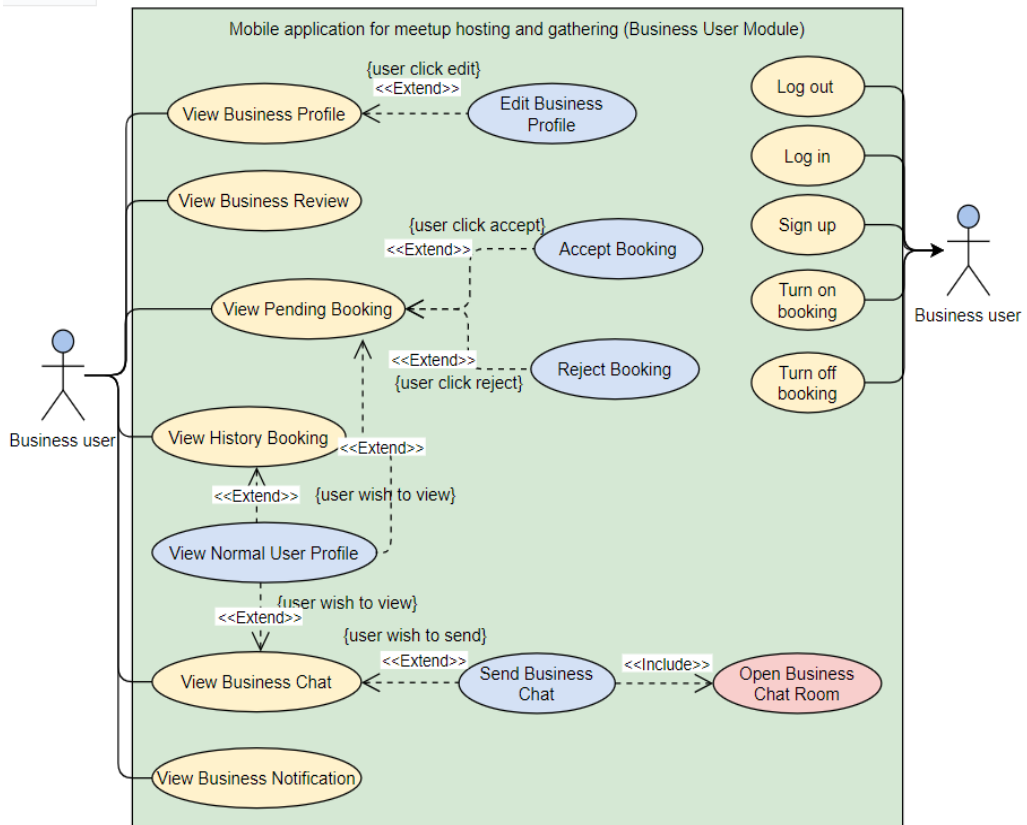 Mobile application for meetup hosting and gathering (Business User Module)
{user click edit}
<<Extend>>
View Business Profile
Edit Business
Profile
Log out
Log in
View Business Review
Sign up
{user click accept}
<<Extend>>
Accept Booking
View Pending Booking
Turn on
booking
Business user
<<Extend>>
{user click reject}
Reject Booking
Turn off
booking
Business user
View History Booking
<<Extend>>
<<Extend>>
{user wish to view}
View Normal User Profile
{user wish to view}
<<Extend>>
{user wish to send}
<<Extend>>
<<Include>>
View Business Chat
Send Business
Chat
Open Business
Chat Room
View Business Notification